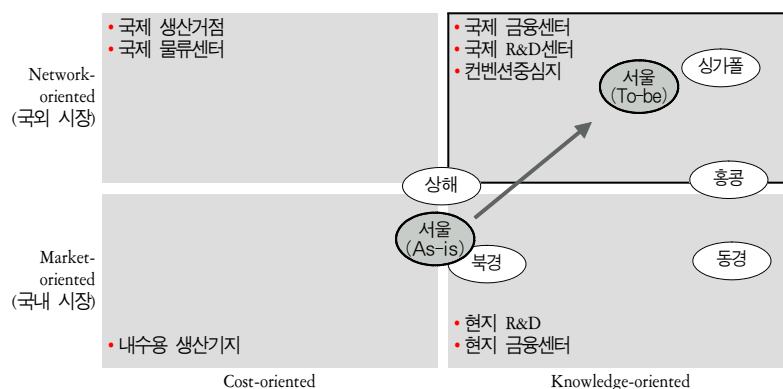 • 국제 생산거점
• 국제 물류센터
• 국제 금융센터
• 국제 R&D센터
• 컨벤션중심지
Network-
oriented
(국외 시장)
서울
(To-be)
싱가폴
상해
홍콩
서울
(As-is)
북경
동경
Market-
oriented
(국내 시장)
• 내수용 생산기지
• 현지 R&D
• 현지 금융센터
Cost-oriented
Knowledge-oriented